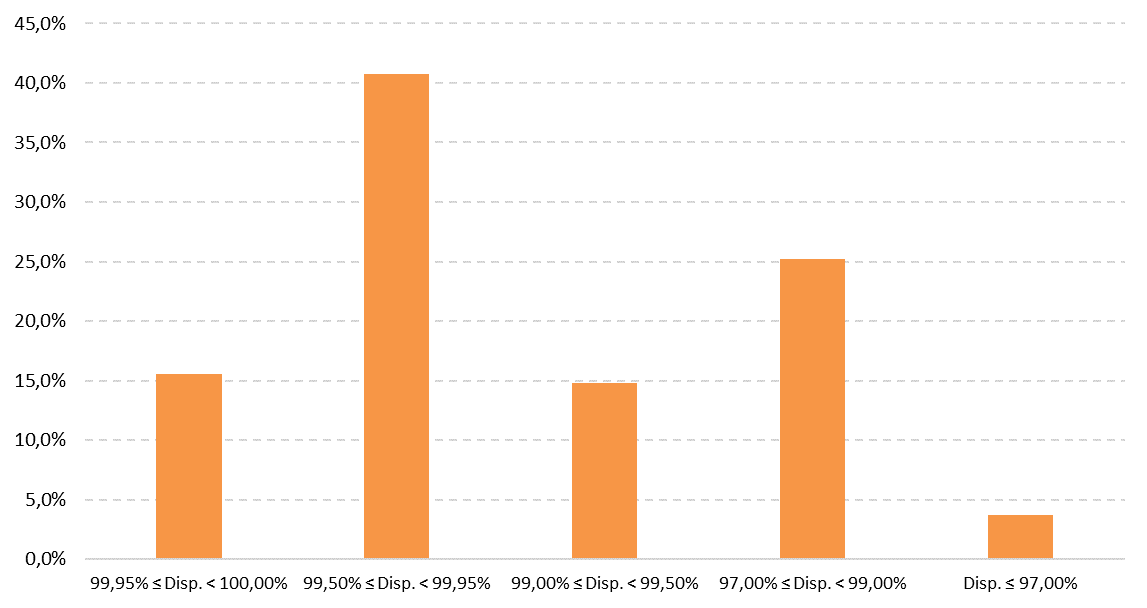 45,0%
40,0%
35,0%
30,0%
25,0%
20,0%
15,0%
10,0%
5,0%
0,0%
99,95% ≤ Disp. < 100,00%
99,50% ≤ Disp. < 99,95%
99,00% ≤ Disp. < 99,50%
97,00% ≤ Disp. < 99,00%
Disp. ≤ 97,00%